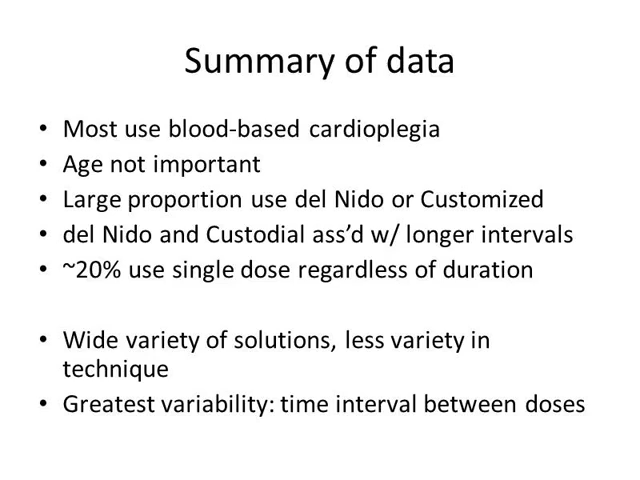 Summary of data
• Most use blood-based cardioplegia
• Age not important
• Large proportion use del Nido or Customized
• del Nido and Custodial ass’d w/ longer intervals
• ~20% use single dose regardless of duration
• Wide variety of solutions, less variety in
technique
• Greatest variability: time interval between doses